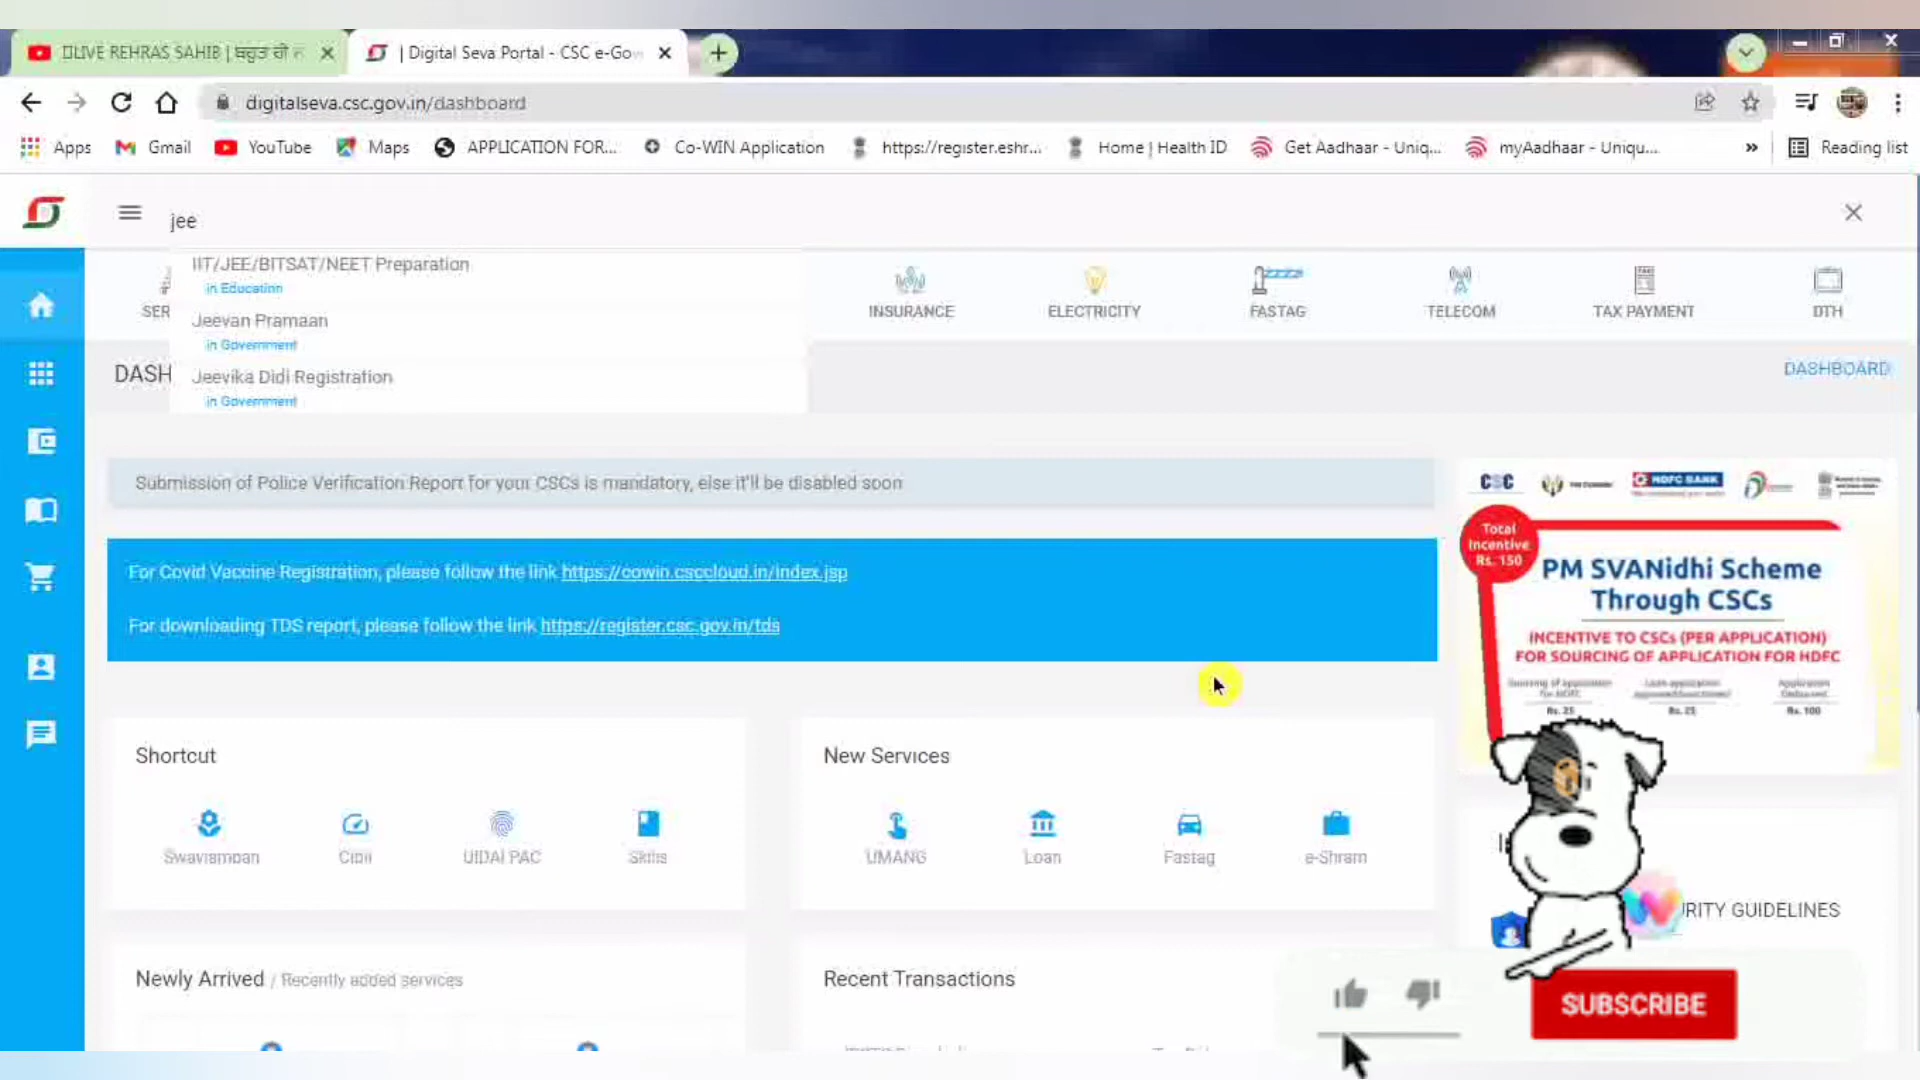 LIVE REHRAS SAHIB | ਬਹੁਤ ਹੀ
| Digital Seva Portal - CSC e-Gov
digitalseva.csc.gov.in/dashboard
Apps Gmail YouTube Maps APPLICATION FOR... Co-WIN Application https://register.eshr... Home | Health ID Get Aadhaar - Uniq... myAadhaar - Uniqu... » Reading list
jee
IIT/JEE/BITSAT/NEET Preparation
in Education
Jeevan Pramaan
in Government
Jeevika Didi Registration
in Government
SER INSURANCE ELECTRICITY FASTAG TELECOM TAX PAYMENT DTH
DASH
DASHBOARD
Submission of Police Verification Report for your CSCs is mandatory, else it'll be disabled soon
For Covid Vaccine Registration, please follow the link https://cowin.csccloud.in/index.jsp
For downloading TDS report, please follow the link https://register.csc.gov.in/tds
CSC HDFC BANK
Total
Incentive
Rs. 150
PM SVANidhi Scheme
Through CSCs
INCENTIVE TO CSCs (PER APPLICATION)
FOR SOURCING OF APPLICATION FOR HDFC
Rs. 25 Rs. 25 Rs. 100
Shortcut
Swavlamban Cibil UIDAI PAC Skills
New Services
UMANG Loan Fastag e-Shram
RITY GUIDELINES
Newly Arrived / Recently added services
Recent Transactions
SUBSCRIBE